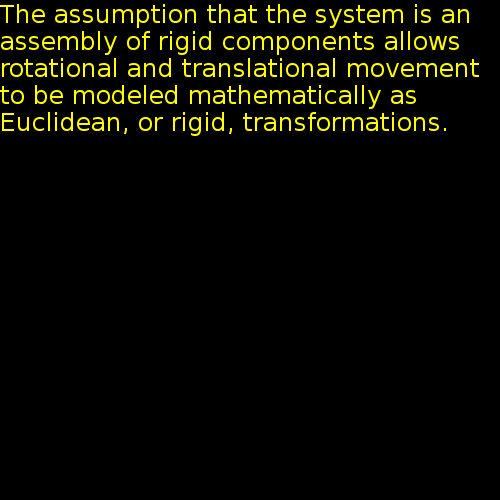 The assumption that the system is an
assembly of rigid components allows
rotational and translational movement
to be modeled mathematically as
Euclidean, or rigid, transformations.